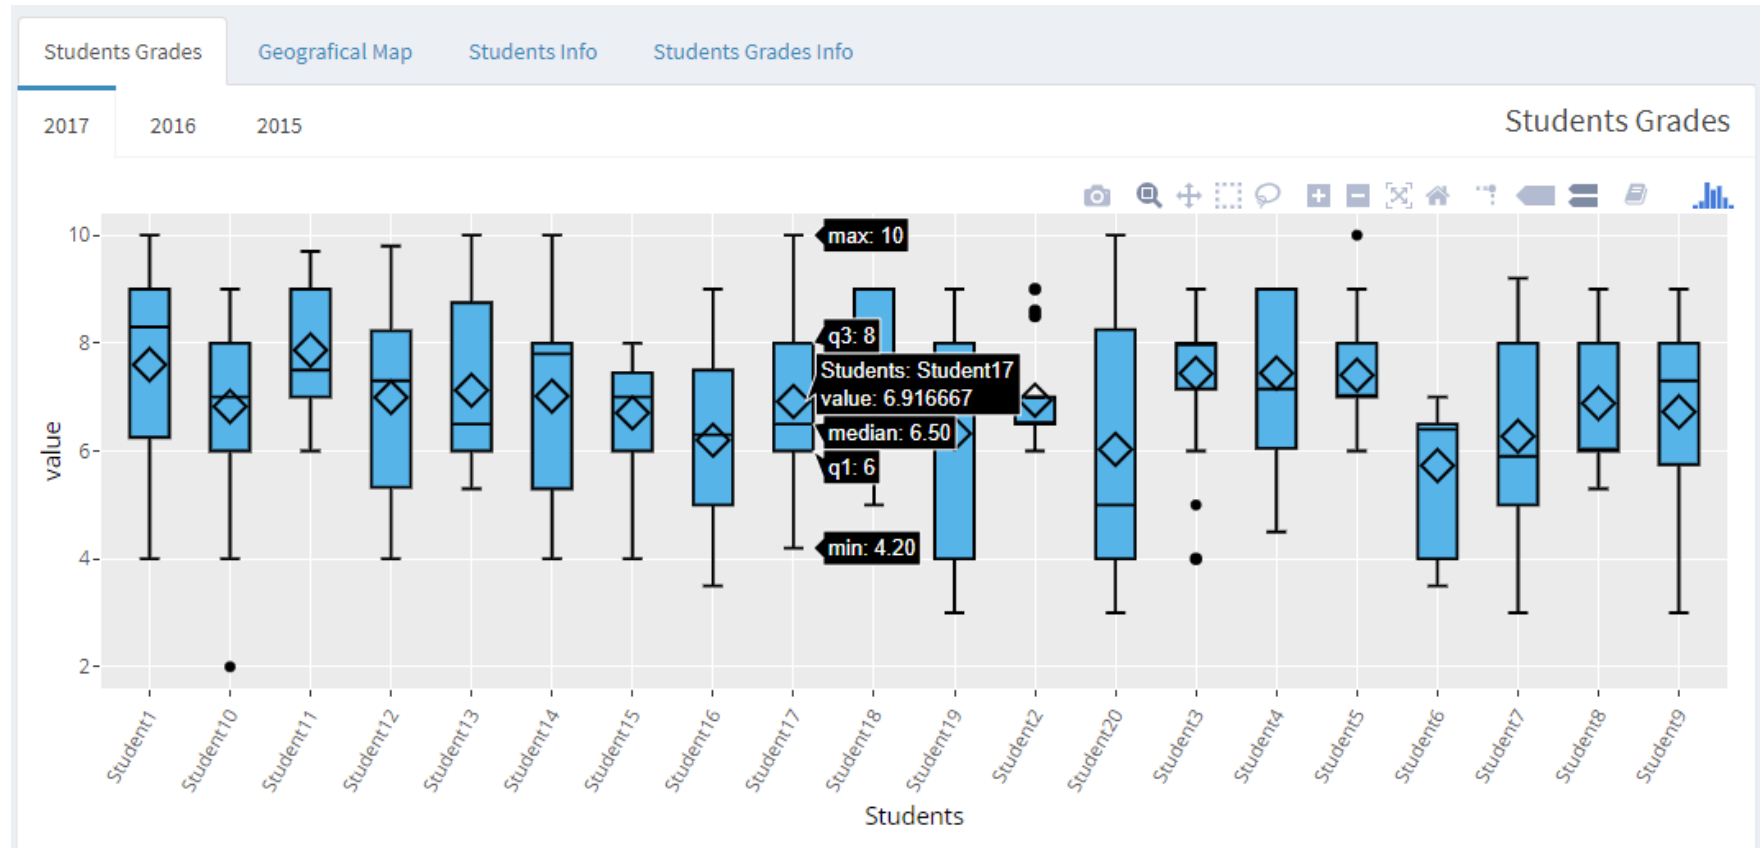 Students Grades Geografical Map Students Info Students Grades Info
2017 2016 2015 Students Grades
10
8
6
4
2
value
max: 10
q3: 8
Students: Student17
value: 6.916667
median: 6.50
q1: 6
min: 4.20
Student1 Student10 Student11 Student12 Student13 Student14 Student15 Student16 Student17 Student18 Student19 Student2 Student20 Student3 Student4 Student5 Student6 Student7 Student8 Student9
Students